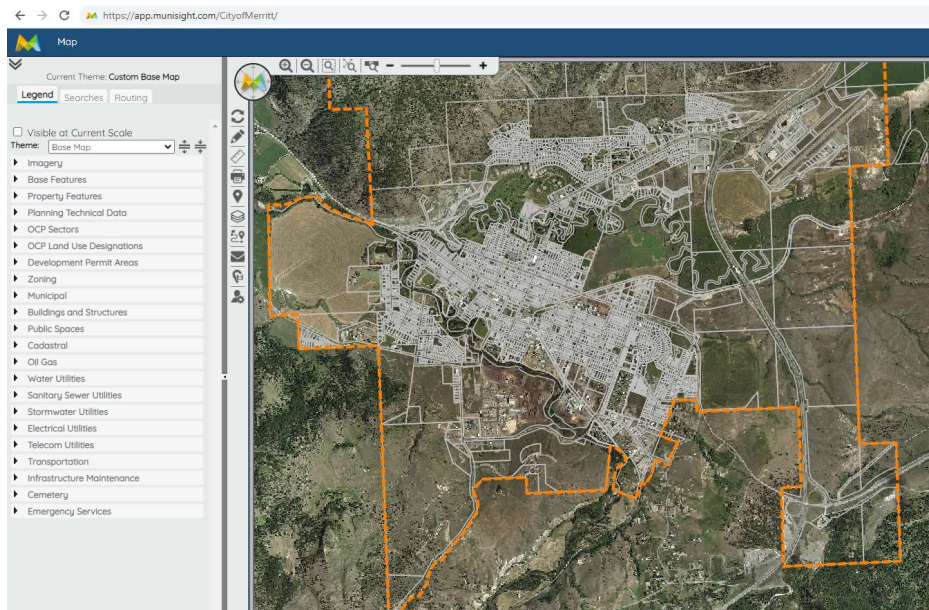 https://app.munisight.com/CityofMerritt/
Map
Current Theme: Custom Base Map
Legend Searches Routing
Visible at Current Scale
Theme: Base Map
Imagery
Base Features
Property Features
Planning Technical Data
OCP Sectors
OCP Land Use Designations
Development Permit Areas
Zoning
Municipal
Buildings and Structures
Public Spaces
Cadastral
Oil Gas
Water Utilities
Sanitary Sewer Utilities
Stormwater Utilities
Electrical Utilities
Telecom Utilities
Transportation
Infrastructure Maintenance
Cemetery
Emergency Services